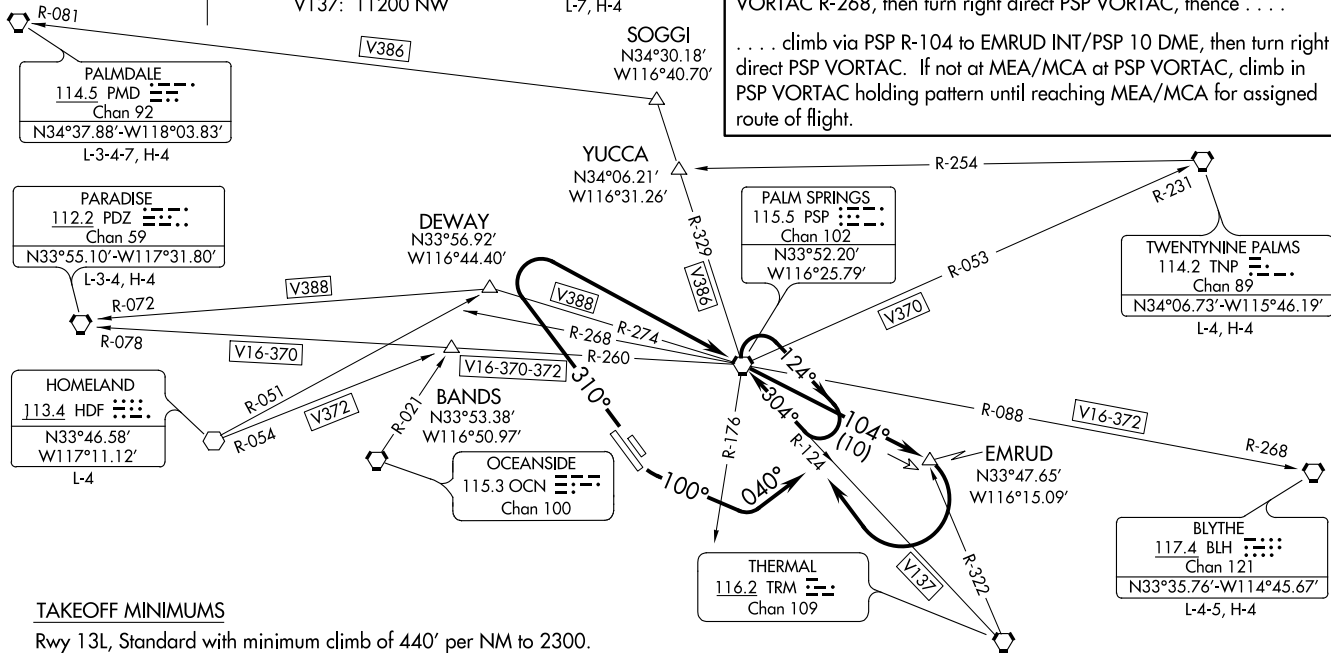 V137: 11200 NW
L-7, H-4
VORTAC R-268, then turn right direct PSP VORTAC, thence . . . .
. . . . climb via PSP R-104 to EMRUD INT/PSP 10 DME, then turn right
direct PSP VORTAC. If not at MEA/MCA at PSP VORTAC, climb in
PSP VORTAC holding pattern until reaching MEA/MCA for assigned
route of flight.
R-081
V386
SOGGI
N34°30.18′
W116°40.70′
PALMDALE
114.5 PMD
Chan 92
N34°37.88′-W118°03.83′
L-3-4-7, H-4
YUCCA
N34°06.21′
W116°31.26′
R-254
R-231
PARADISE
112.2 PDZ
Chan 59
N33°55.10′-W117°31.80′
L-3-4, H-4
DEWAY
N33°56.92′
W116°44.40′
R-329
V386
PALM SPRINGS
115.5 PSP
Chan 102
N33°52.20′
W116°25.79′
R-053
V370
TWENTYNINE PALMS
114.2 TNP
Chan 89
N34°06.73′-W115°46.19′
L-4, H-4
R-072
V388
V388
R-274
R-268
R-078
V16-370
V16-370-372
R-260
HOMELAND
113.4 HDF
N33°46.58′
W117°11.12′
L-4
R-051
R-054
V372
R-021
BANDS
N33°53.38′
W116°50.97′
310°
124°
304°
104°
(10)
R-124
R-176
R-088
V16-372
R-268
EMRUD
N33°47.65′
W116°15.09′
OCEANSIDE
115.3 OCN
Chan 100
100°
040°
BLYTHE
117.4 BLH
Chan 121
N33°35.76′-W114°45.67′
L-4-5, H-4
THERMAL
116.2 TRM
Chan 109
V137
R-322
TAKEOFF MINIMUMS
Rwy 13L, Standard with minimum climb of 440′ per NM to 2300.